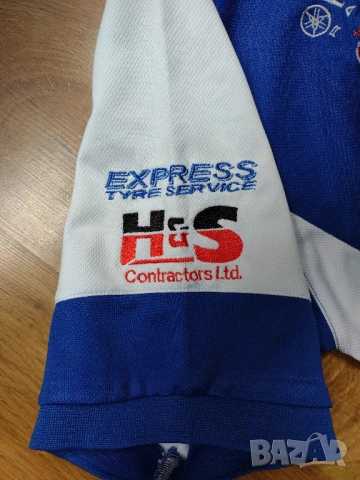 EXPRESS
TYRE SERVICE
H&S
Contractors Ltd.
BAZAR